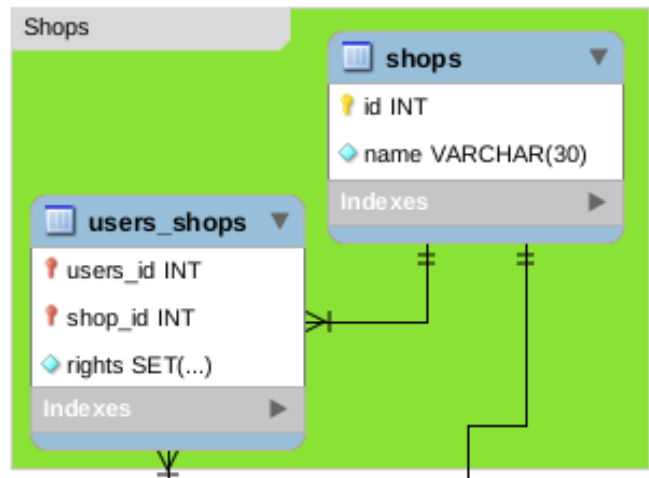 Shops
shops
id INT
name VARCHAR(30)
Indexes
users_shops
users_id INT
shop_id INT
rights SET(...)
Indexes